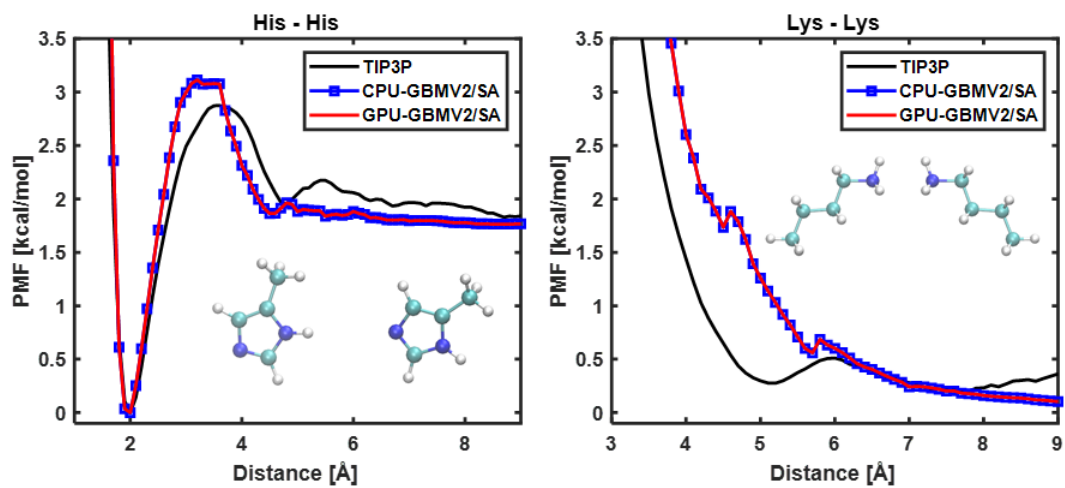 His - His
3.5
3
2.5
2
1.5
1
0.5
0
PMF [kcal/mol]
TIP3P
CPU-GBMV2/SA
GPU-GBMV2/SA
2
4
6
8
Distance [Å]
Lys - Lys
3.5
3
2.5
2
1.5
1
0.5
0
PMF [kcal/mol]
TIP3P
CPU-GBMV2/SA
GPU-GBMV2/SA
3
4
5
6
7
8
9
Distance [Å]